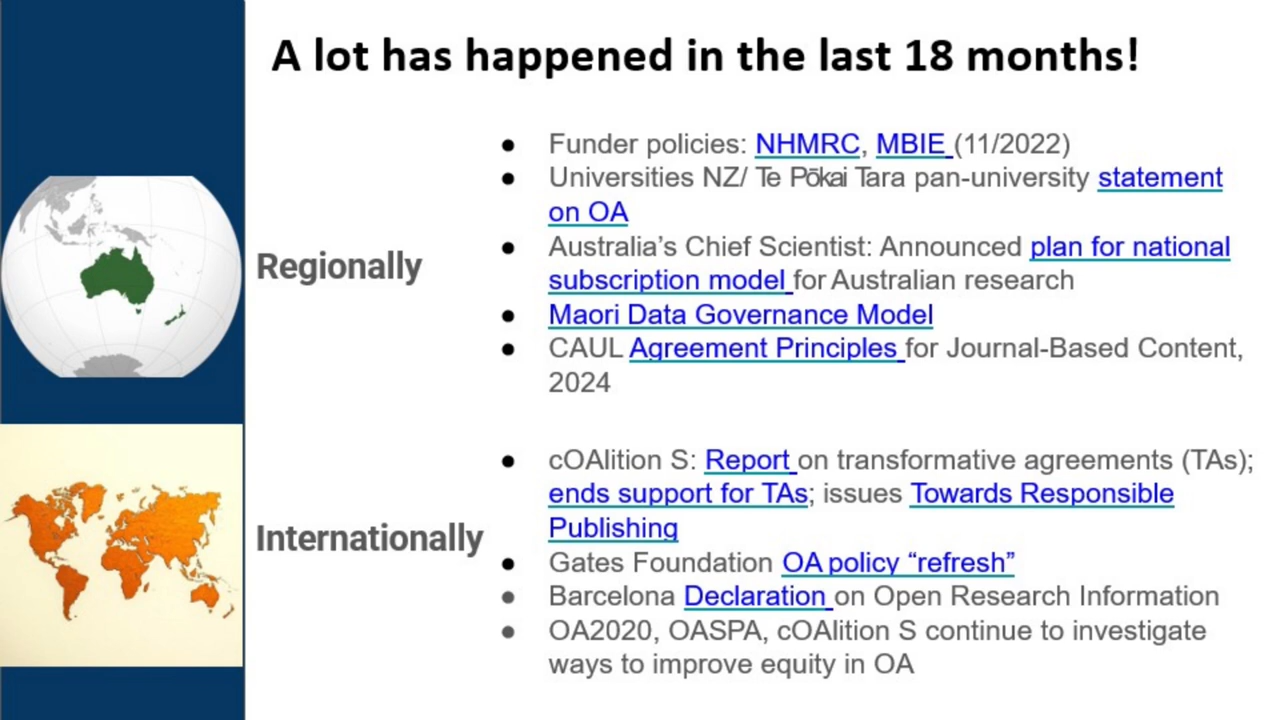 A lot has happened in the last 18 months!
Regionally
● Funder policies: NHMRC, MBIE (11/2022)
● Universities NZ/ Te Pōkai Tara pan-university statement
on OA
● Australia’s Chief Scientist: Announced plan for national
subscription model for Australian research
● Maori Data Governance Model
● CAUL Agreement Principles for Journal-Based Content,
2024
Internationally
● cOAlition S: Report on transformative agreements (TAs);
ends support for TAs; issues Towards Responsible
Publishing
● Gates Foundation OA policy “refresh”
● Barcelona Declaration on Open Research Information
● OA2020, OASPA, cOAlition S continue to investigate
ways to improve equity in OA